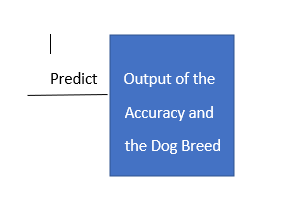 Predict
Output of the
Accuracy and
the Dog Breed